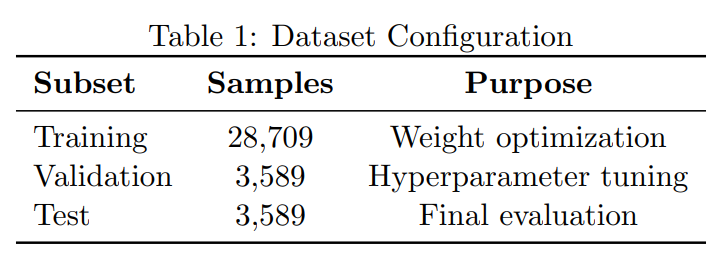 Table 1: Dataset Configuration
Subset Samples Purpose
Training 28,709 Weight optimization
Validation 3,589 Hyperparameter tuning
Test 3,589 Final evaluation